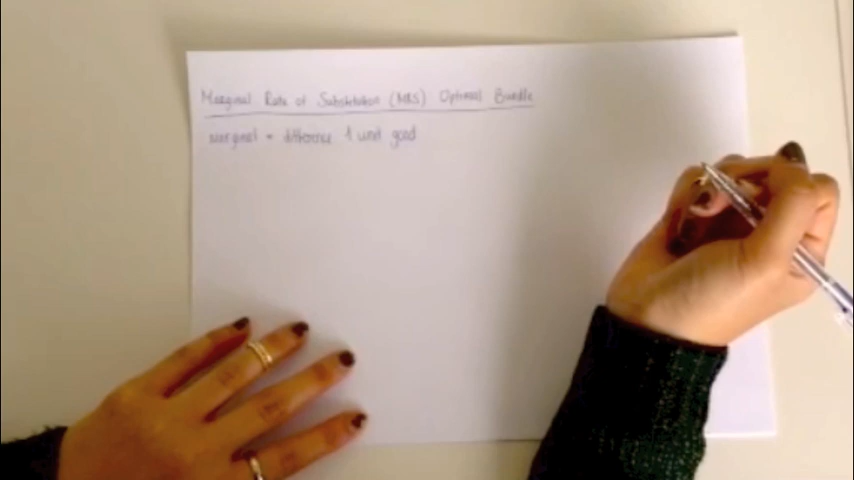 Marginal Rate of Substitution (MRS) Optimal Bundle
marginal = difference 1 unit good